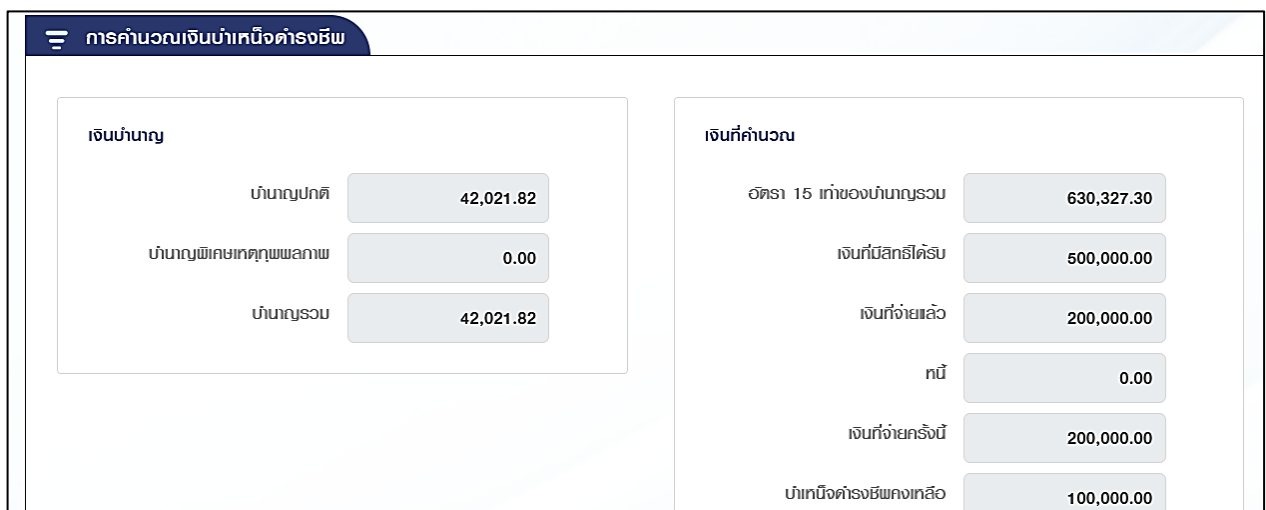 การคำนวณเงินบำเหน็จดำรงชีพ
เงินบำนาญ
บำนาญปกติ 42,021.82
บำนาญพิเศษเหตุทุพพลภาพ 0.00
บำนาญรวม 42,021.82
เงินที่คำนวณ
อัตรา 15 เท่าของบำนาญรวม 630,327.30
เงินที่มีสิทธิ์ได้รับ 500,000.00
เงินที่จ่ายแล้ว 200,000.00
หนี้ 0.00
เงินที่จ่ายครั้งนี้ 200,000.00
บำเหน็จดำรงชีพคงเหลือ 100,000.00